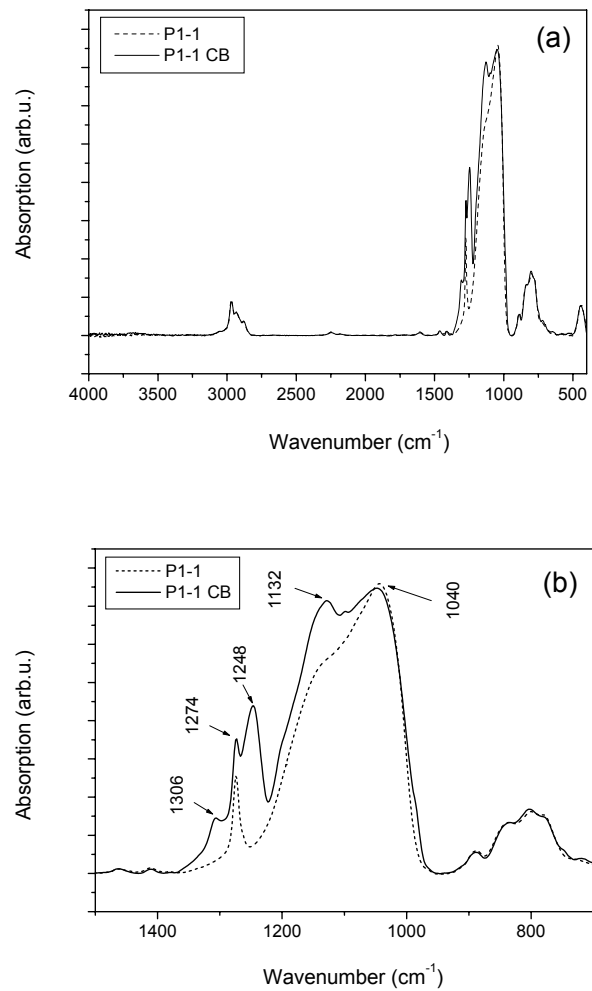 P1-1
P1-1 CB
(a)
Absorption (arb.u.)
4000 3500 3000 2500 2000 1500 1000 500
Wavenumber (cm⁻¹)
P1-1
P1-1 CB
(b)
1132
1040
1248
1274
1306
Absorption (arb.u.)
1400 1200 1000 800
Wavenumber (cm⁻¹)